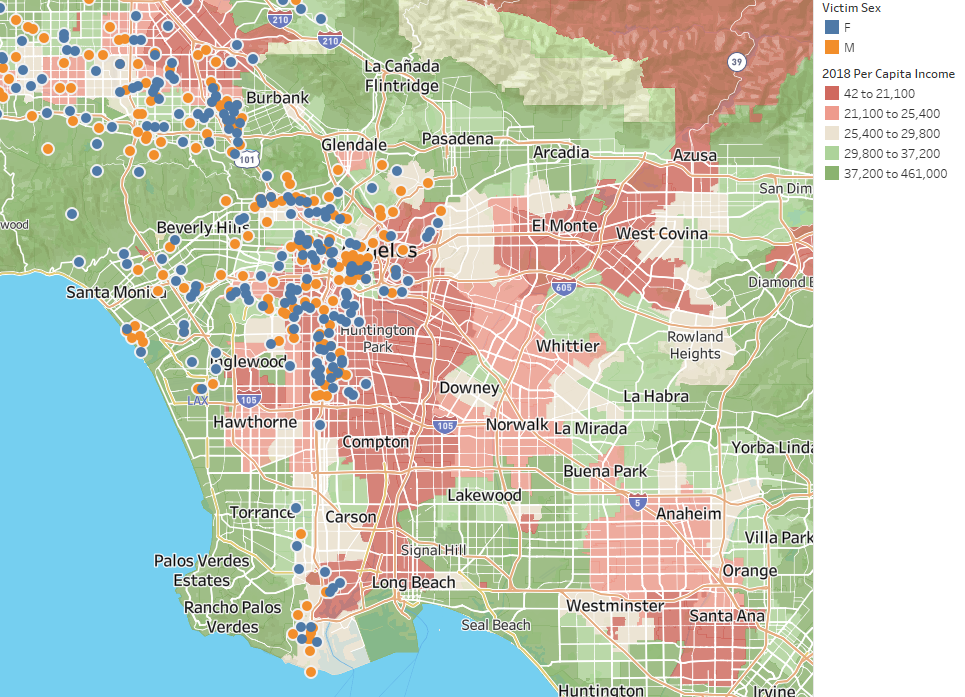 Victim Sex
F
M
2018 Per Capita Income
42 to 21,100
21,100 to 25,400
25,400 to 29,800
29,800 to 37,200
37,200 to 461,000
210
210
39
La Cañada
Flintridge
Burbank
101
Glendale
Pasadena
Arcadia
Azusa
San Dim
wood
Beverly Hills
El Monte
West Covina
geles
Santa Monica
605
Diamond B
Huntington
Park
Whittier
Rowland
Heights
Inglewood
Downey
La Habra
LAX
105
Hawthorne
105
Norwalk
La Mirada
Compton
Yorba Linda
Buena Park
Lakewood
5
Torrance
Carson
Anaheim
Villa Park
Signal Hill
Palos Verdes
Estates
Orange
Long Beach
Rancho Palos
Verdes
Westminster
Santa Ana
Seal Beach
Huntington
Irvine